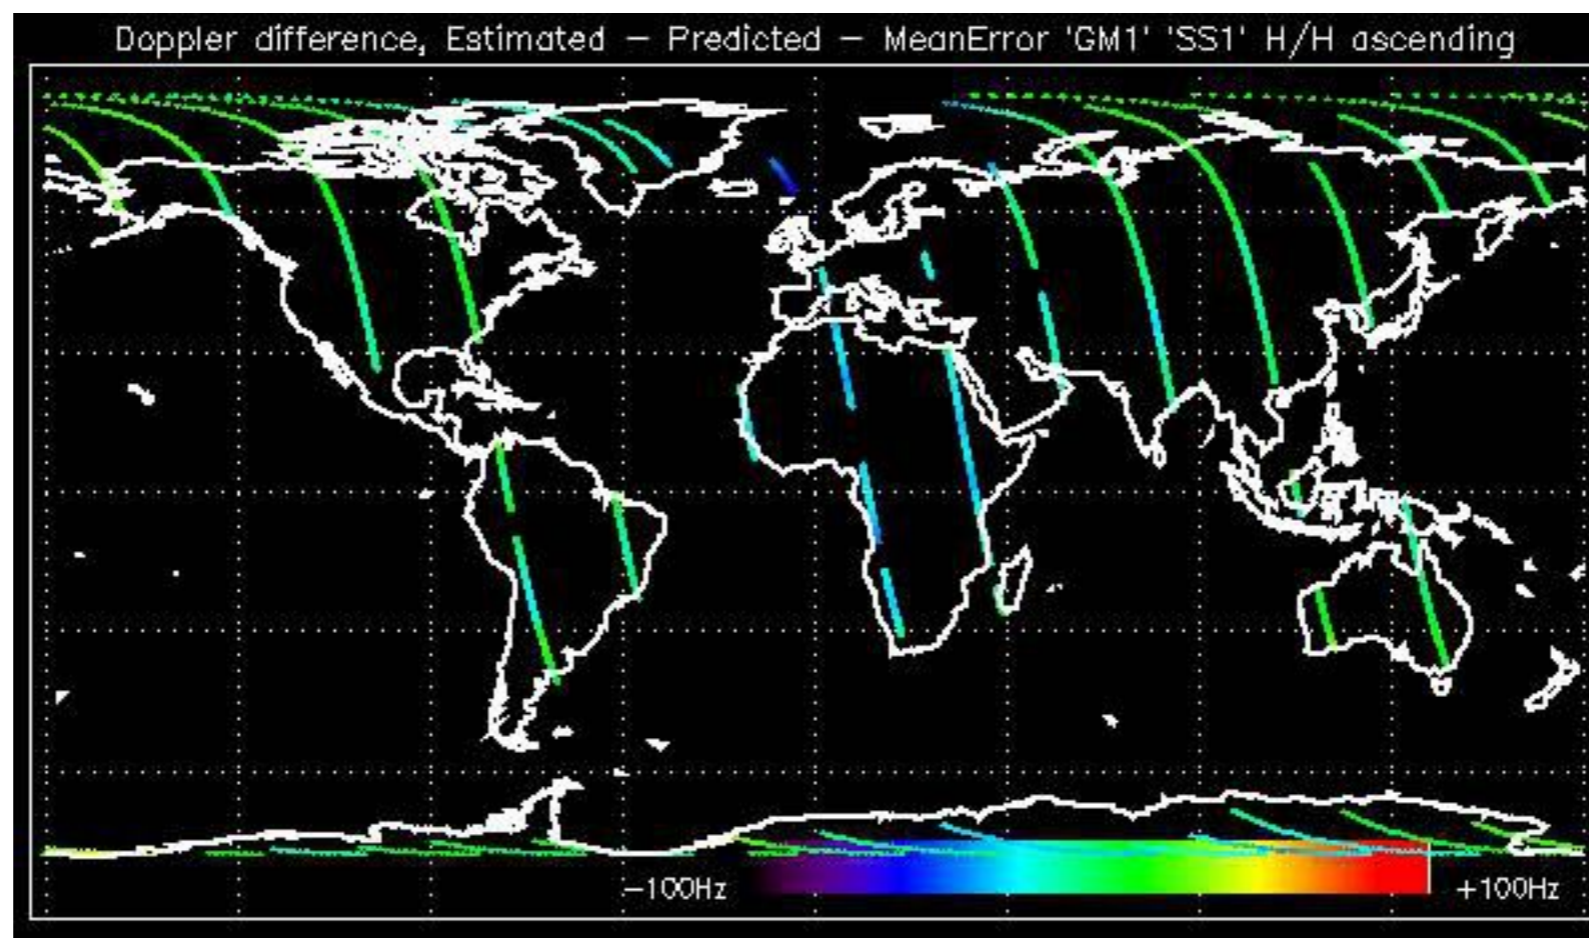 Doppler difference, Estimated − Predicted − MeanError 'GM1' 'SS1' H/H ascending
−100Hz +100Hz